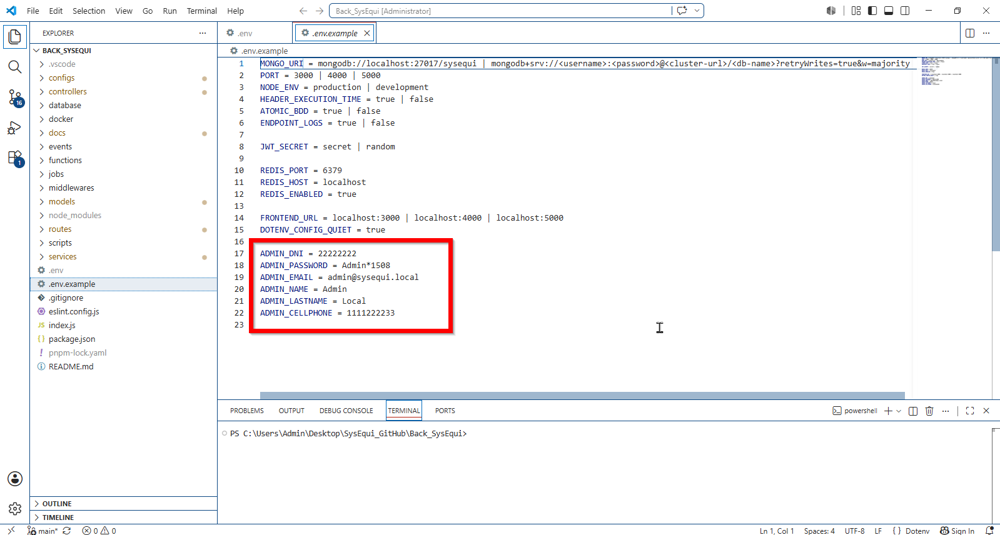 File Edit Selection View Go Run Terminal Help
Back_SysEqui [Administrator]
EXPLORER
BACK_SYSEQUI
.vscode
configs
controllers
database
docker
docs
events
functions
jobs
middlewares
models
node_modules
routes
scripts
services
.env
.env.example
.gitignore
eslint.config.js
JS index.js
package.json
pnpm-lock.yaml
README.md
OUTLINE
TIMELINE
16
1
.env
.env.example
.env.example
1 MONGO_URI = mongodb://localhost:27017/sysequi | mongodb+srv://<username>:<password>@<cluster-url>/<db-name>?retryWrites=true&w=majority
2 PORT = 3000 | 4000 | 5000
3 NODE_ENV = production | development
4 HEADER_EXECUTION_TIME = true | false
5 ATOMIC_BDD = true | false
6 ENDPOINT_LOGS = true | false
7
8 JWT_SECRET = secret | random
9
10 REDIS_PORT = 6379
11 REDIS_HOST = localhost
12 REDIS_ENABLED = true
13
14 FRONTEND_URL = localhost:3000 | localhost:4000 | localhost:5000
15 DOTENV_CONFIG_QUIET = true
16
17 ADMIN_DNI = 22222222
18 ADMIN_PASSWORD = Admin*1508
19 ADMIN_EMAIL = admin@sysequi.local
20 ADMIN_NAME = Admin
21 ADMIN_LASTNAME = Local
22 ADMIN_CELLPHONE = 1111222233
23
PROBLEMS OUTPUT DEBUG CONSOLE TERMINAL PORTS
powershell
PS C:\Users\Admin\Desktop\SysEqui_GitHub\Back_SysEqui>
main* 0 0
Ln 1, Col 1 Spaces: 4 UTF-8 LF { } Dotenv Sign In